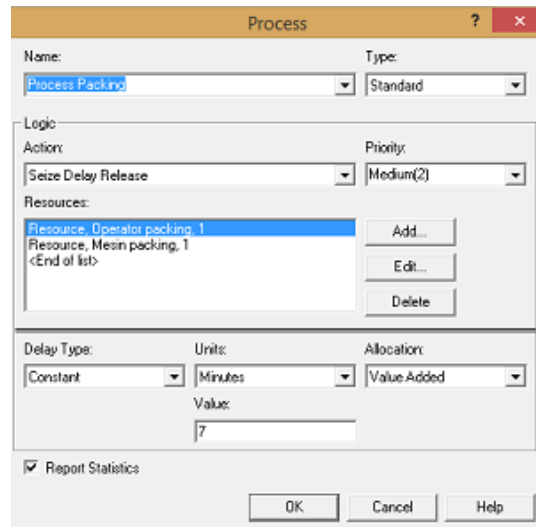 Process
? ×
Name: Type:
Process Packing Standard
Logic
Action: Priority:
Seize Delay Release Medium(2)
Resources:
Resource, Operator packing, 1
Resource, Mesin packing, 1
<End of list>
Add...
Edit...
Delete
Delay Type: Units: Allocation:
Constant Minutes Value Added
Value:
7
Report Statistics
OK Cancel Help